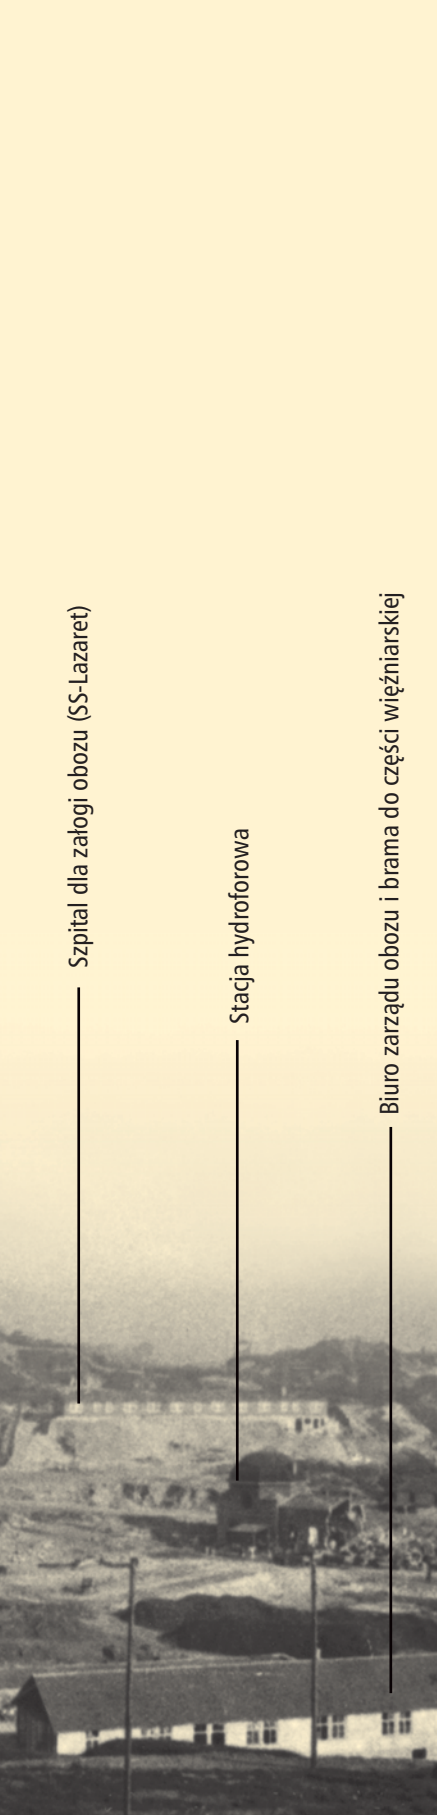 Szpital dla załogi obozu (SS-Lazaret)
Stacja hydroforowa
Biuro zarządu obozu i brama do części więźniarskiej